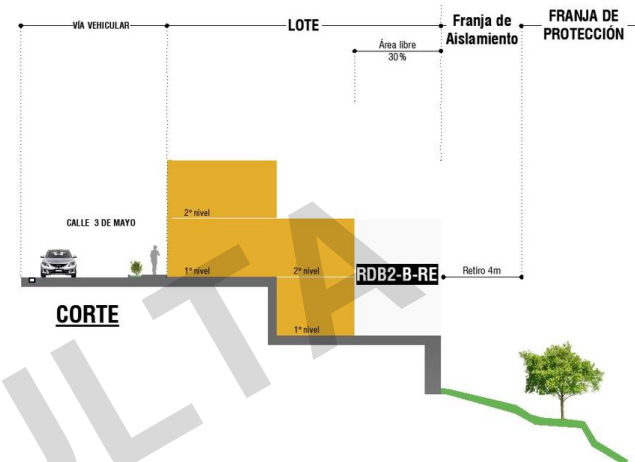 VÍA VEHICULAR
LOTE
Franja de
Aislamiento
FRANJA DE
PROTECCIÓN
Área libre
30%
2º nivel
CALLE 3 DE MAYO
1º nivel
2º nivel
RDB2-B-RE
Retiro 4m
CORTE
1º nivel
ULTA